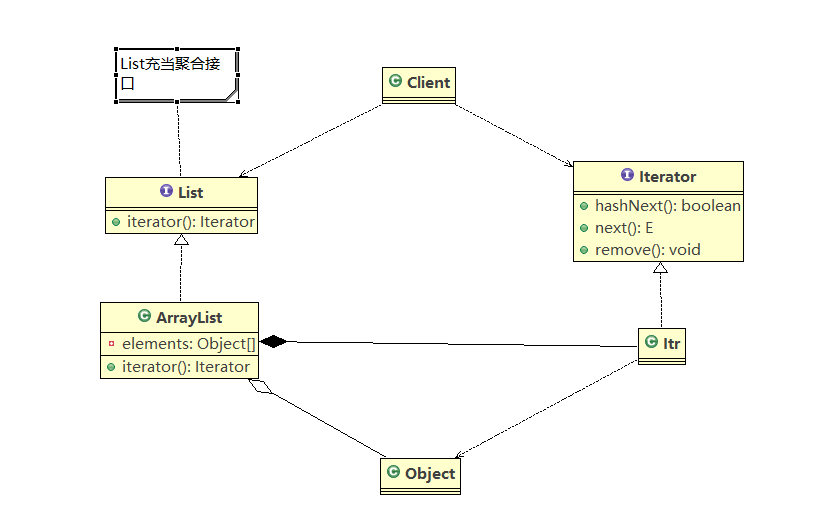 List充当聚合接
口
Client
List
iterator(): Iterator
Iterator
hashNext(): boolean
next(): E
remove(): void
ArrayList
elements: Object[]
iterator(): Iterator
Itr
Object